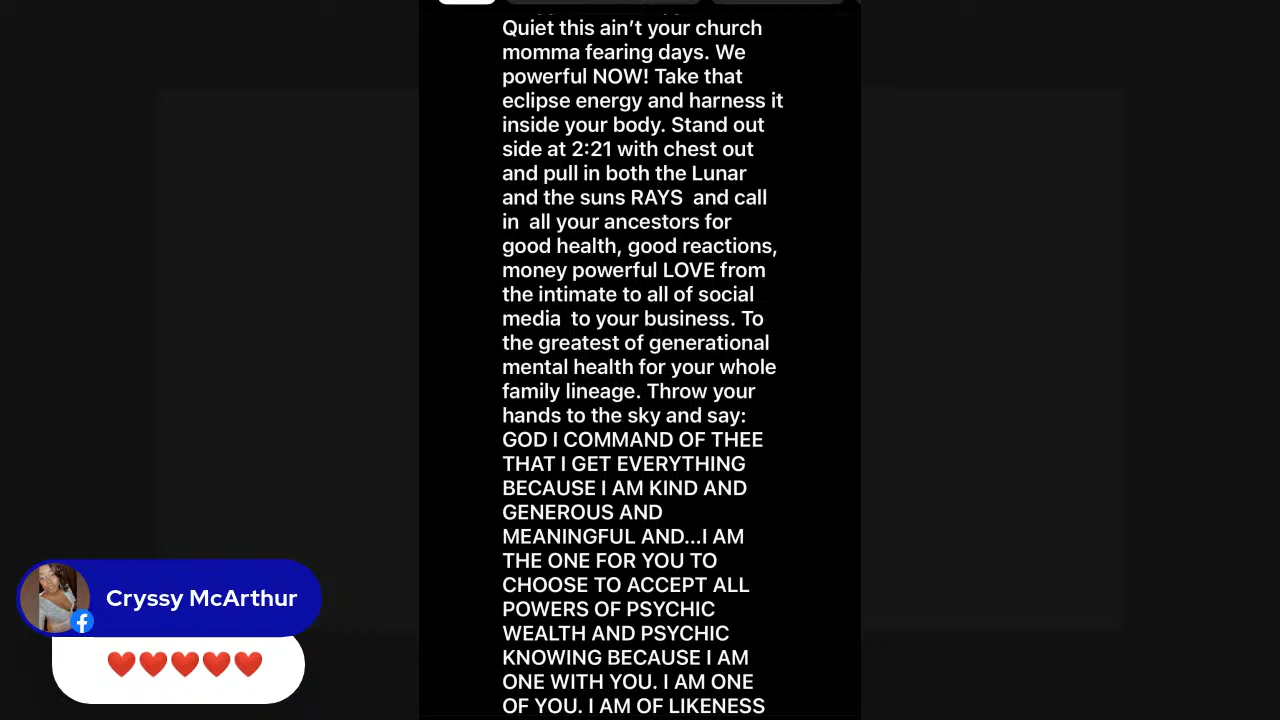 Quiet this ain’t your church
momma fearing days. We
powerful NOW! Take that
eclipse energy and harness it
inside your body. Stand out
side at 2:21 with chest out
and pull in both the Lunar
and the suns RAYS  and call
in  all your ancestors for
good health, good reactions,
money powerful LOVE from
the intimate to all of social
media  to your business. To
the greatest of generational
mental health for your whole
family lineage. Throw your
hands to the sky and say:
GOD I COMMAND OF THEE
THAT I GET EVERYTHING
BECAUSE I AM KIND AND
GENEROUS AND
MEANINGFUL AND...I AM
THE ONE FOR YOU TO
CHOOSE TO ACCEPT ALL
POWERS OF PSYCHIC
WEALTH AND PSYCHIC
KNOWING BECAUSE I AM
ONE WITH YOU. I AM ONE
OF YOU. I AM OF LIKENESS
Cryssy McArthur
❤️❤️❤️❤️❤️